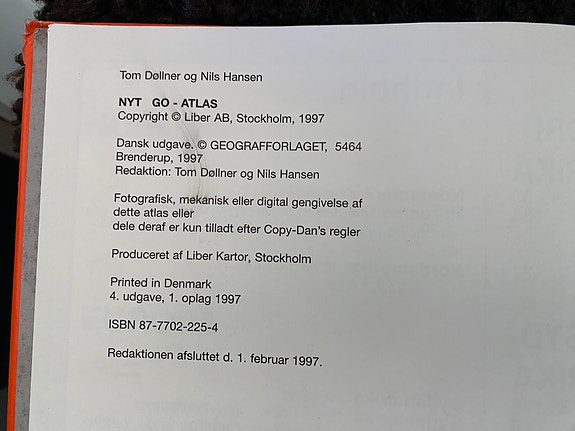 Tom Døllner og Nils Hansen
NYT GO - ATLAS
Copyright © Liber AB, Stockholm, 1997
Dansk udgave. © GEOGRAFFORLAGET, 5464
Brenderup, 1997
Redaktion: Tom Døllner og Nils Hansen
Fotografisk, mekanisk eller digital gengivelse af
dette atlas eller
dele deraf er kun tilladt efter Copy-Dan's regler
Produceret af Liber Kartor, Stockholm
Printed in Denmark
4. udgave, 1. oplag 1997
ISBN 87-7702-225-4
Redaktionen afsluttet d. 1. februar 1997.